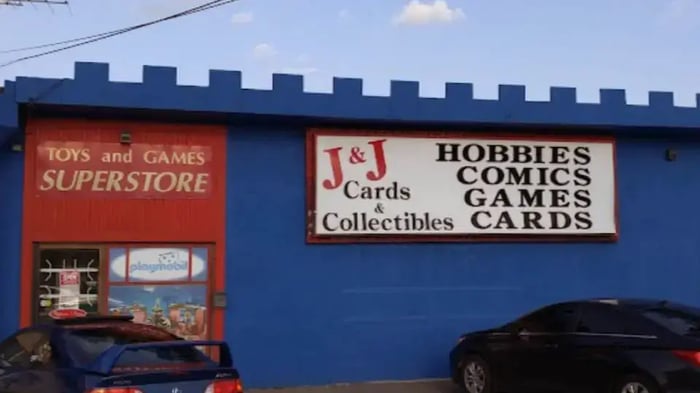 TOYS and GAMES
SUPERSTORE
J&J
Cards
&
Collectibles
HOBBIES
COMICS
GAMES
CARDS
playmobil